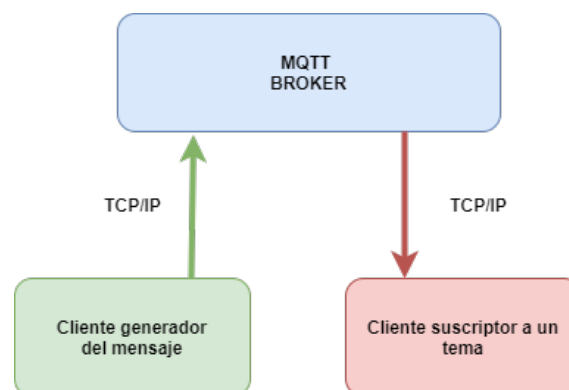 MQTT
BROKER
TCP/IP
TCP/IP
Cliente generador
del mensaje
Cliente suscriptor a un
tema